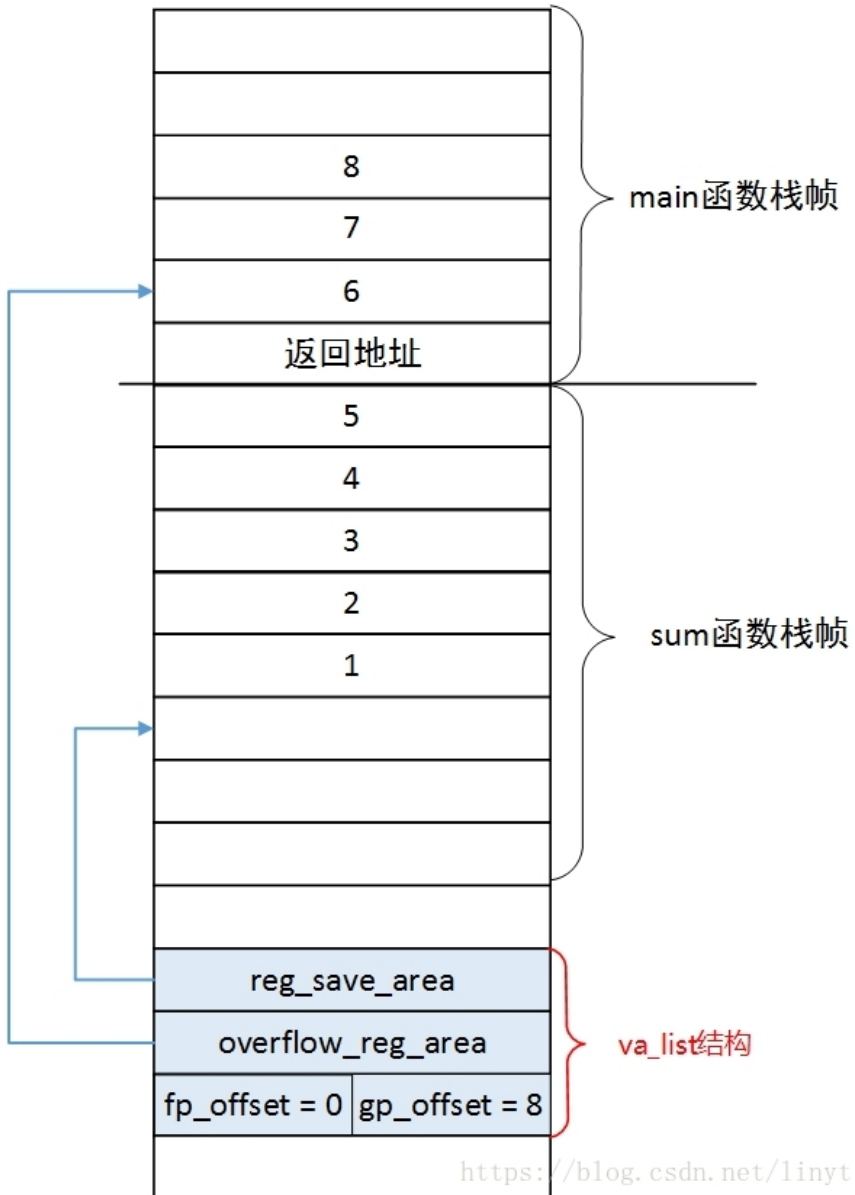 8
7
main函数栈帧
6
返回地址
5
4
3
2
sum函数栈帧
1
reg_save_area
overflow_reg_area
va_list结构
fp_offset = 0
gp_offset = 8
https://blog.csdn.net/linyt